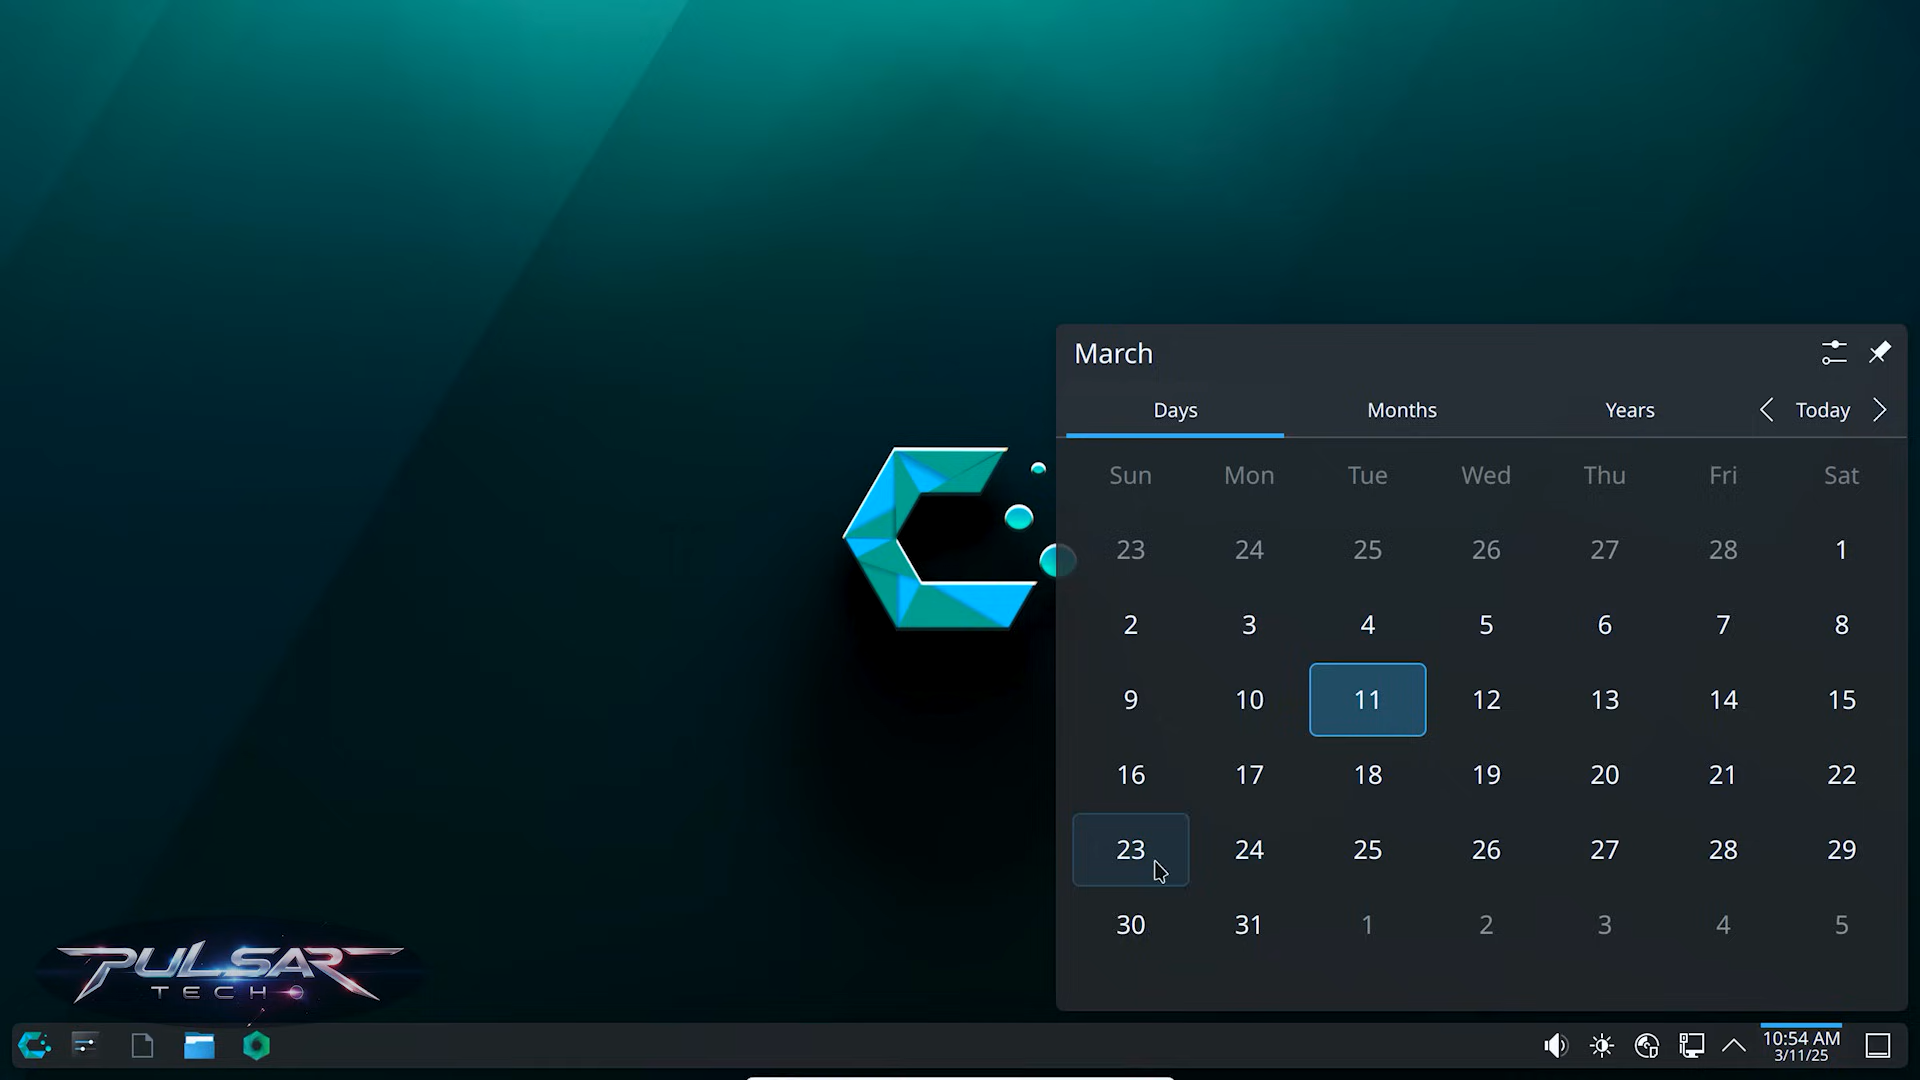 March
Days Months Years Today
Sun Mon Tue Wed Thu Fri Sat
23 24 25 26 27 28 1
2 3 4 5 6 7 8
9 10 11 12 13 14 15
16 17 18 19 20 21 22
23 24 25 26 27 28 29
30 31 1 2 3 4 5
PULSAR
TECH
10:54 AM
3/11/25